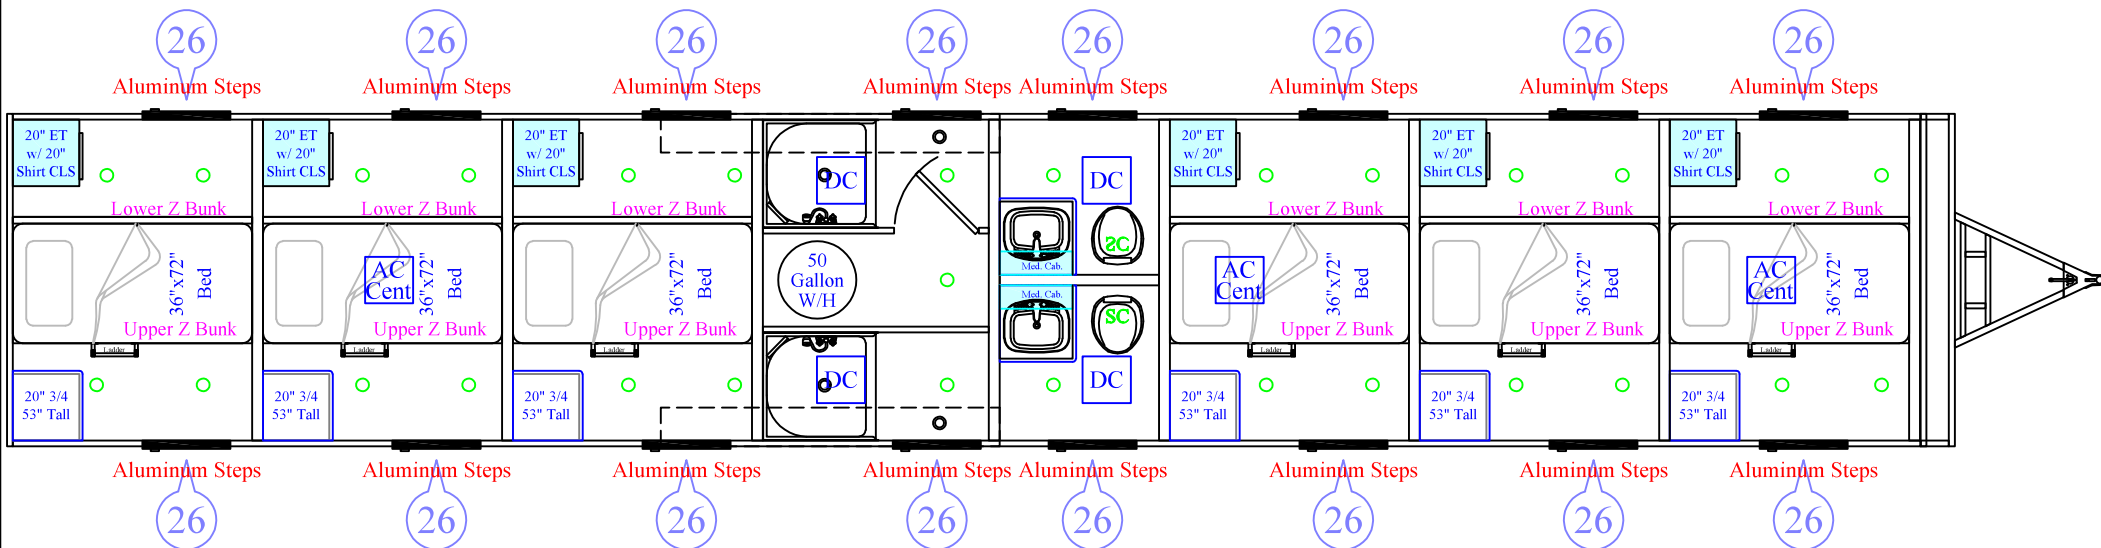 26 26 26 26 26 26 26 26
Aluminum Steps Aluminum Steps Aluminum Steps Aluminum Steps Aluminum Steps Aluminum Steps Aluminum Steps Aluminum Steps
20" ET
w/ 20"
Shirt CLS
20" ET
w/ 20"
Shirt CLS
20" ET
w/ 20"
Shirt CLS
DC
DC
20" ET
w/ 20"
Shirt CLS
20" ET
w/ 20"
Shirt CLS
20" ET
w/ 20"
Shirt CLS
Lower Z Bunk Lower Z Bunk Lower Z Bunk Lower Z Bunk Lower Z Bunk Lower Z Bunk
36"x72"
Bed
AC
Cent
36"x72"
Bed
36"x72"
Bed
50
Gallon
W/H
SC
Med. Cab.
Med. Cab.
SC
AC
Cent
36"x72"
Bed
36"x72"
Bed
AC
Cent
36"x72"
Bed
Upper Z Bunk Upper Z Bunk Upper Z Bunk Upper Z Bunk Upper Z Bunk Upper Z Bunk
Ladder Ladder Ladder Ladder Ladder Ladder
20" 3/4
53" Tall
20" 3/4
53" Tall
20" 3/4
53" Tall
DC
DC
20" 3/4
53" Tall
20" 3/4
53" Tall
20" 3/4
53" Tall
Aluminum Steps Aluminum Steps Aluminum Steps Aluminum Steps Aluminum Steps Aluminum Steps Aluminum Steps Aluminum Steps
26 26 26 26 26 26 26 26